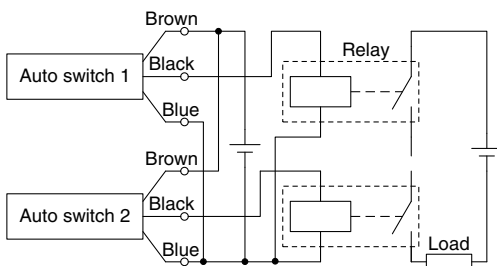 Brown
Relay
Auto switch 1
Black
Blue
Brown
Auto switch 2
Black
Blue
Load